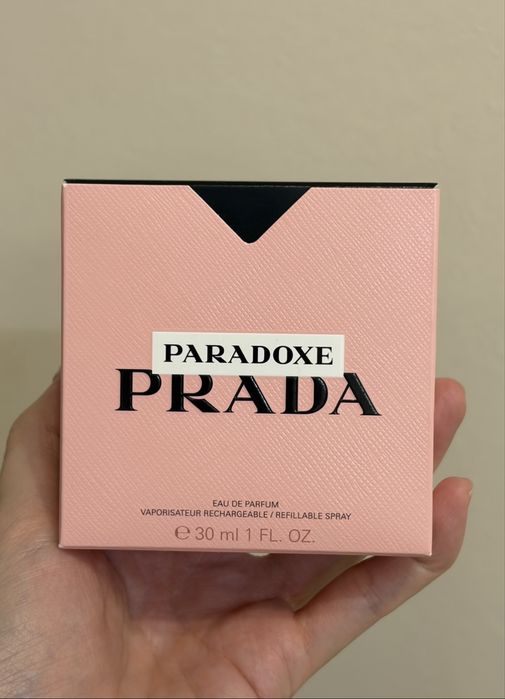 PARADOXE
PRADA
EAU DE PARFUM
VAPORISATEUR RECHARGEABLE / REFILLABLE SPRAY
℮ 30 ml 1 FL. OZ.